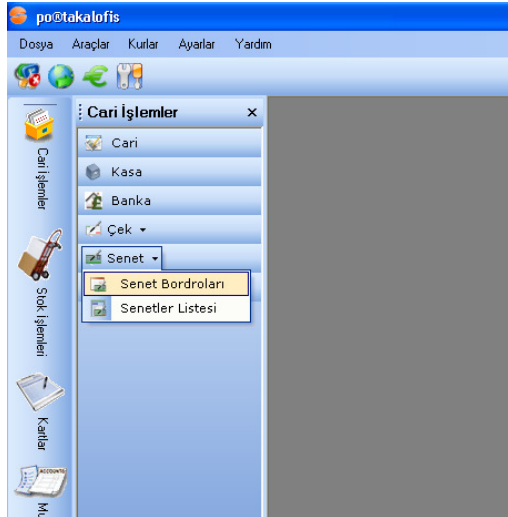 po®takalofis
Dosya Araçlar Kurlar Ayarlar Yardım
Cari İşlemler
Cari
Kasa
Banka
Çek
Senet
Senet Bordroları
Senetler Listesi
Cari İşlemler
Stok İşlemleri
Kartlar
ACCOUNTS